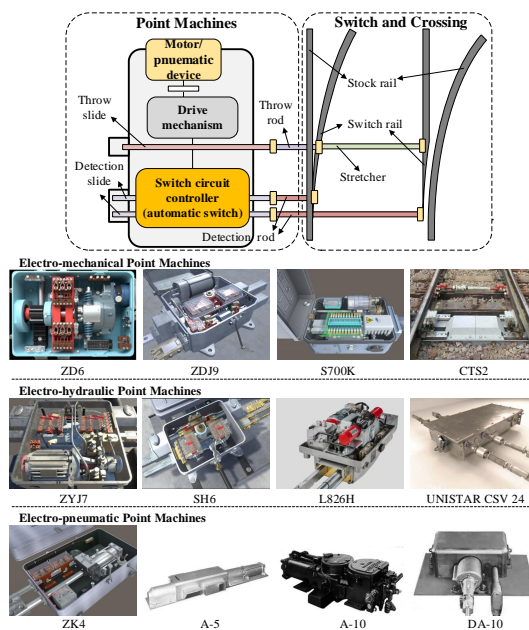 Point Machines
Switch and Crossing
Motor/
pnuematic
device
Stock rail
Drive
mechanism
Throw
slide
Throw
rod
Switch rail
Detection
slide
Switch circuit
controller
(automatic switch)
Stretcher
Detection rod
Electro-mechanical Point Machines
ZD6
ZDJ9
S700K
CTS2
Electro-hydraulic Point Machines
ZYJ7
SH6
L826H
UNISTAR CSV 24
Electro-pneumatic Point Machines
ZK4
A-5
A-10
DA-10